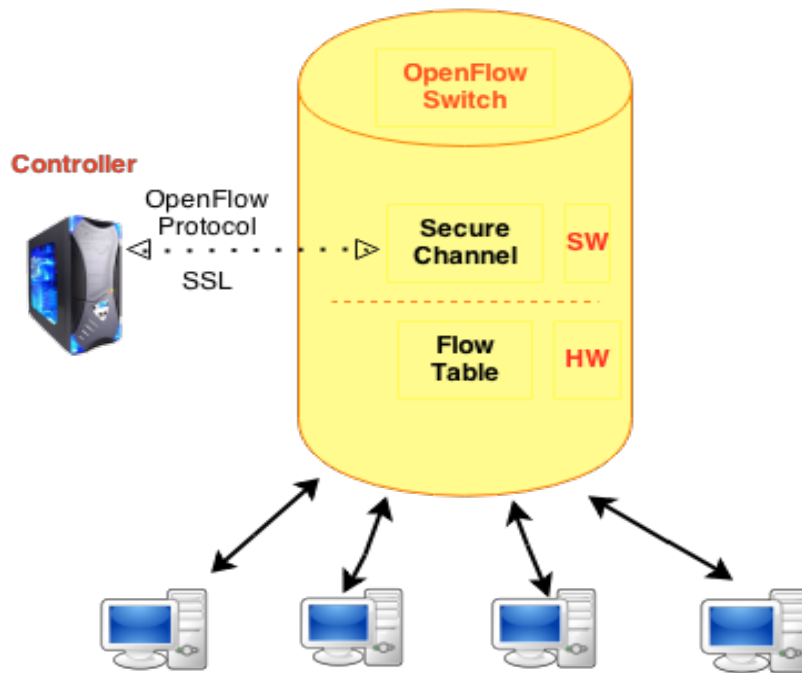 OpenFlow
Switch
Controller
OpenFlow
Protocol
SSL
Secure
Channel
SW
Flow
Table
HW